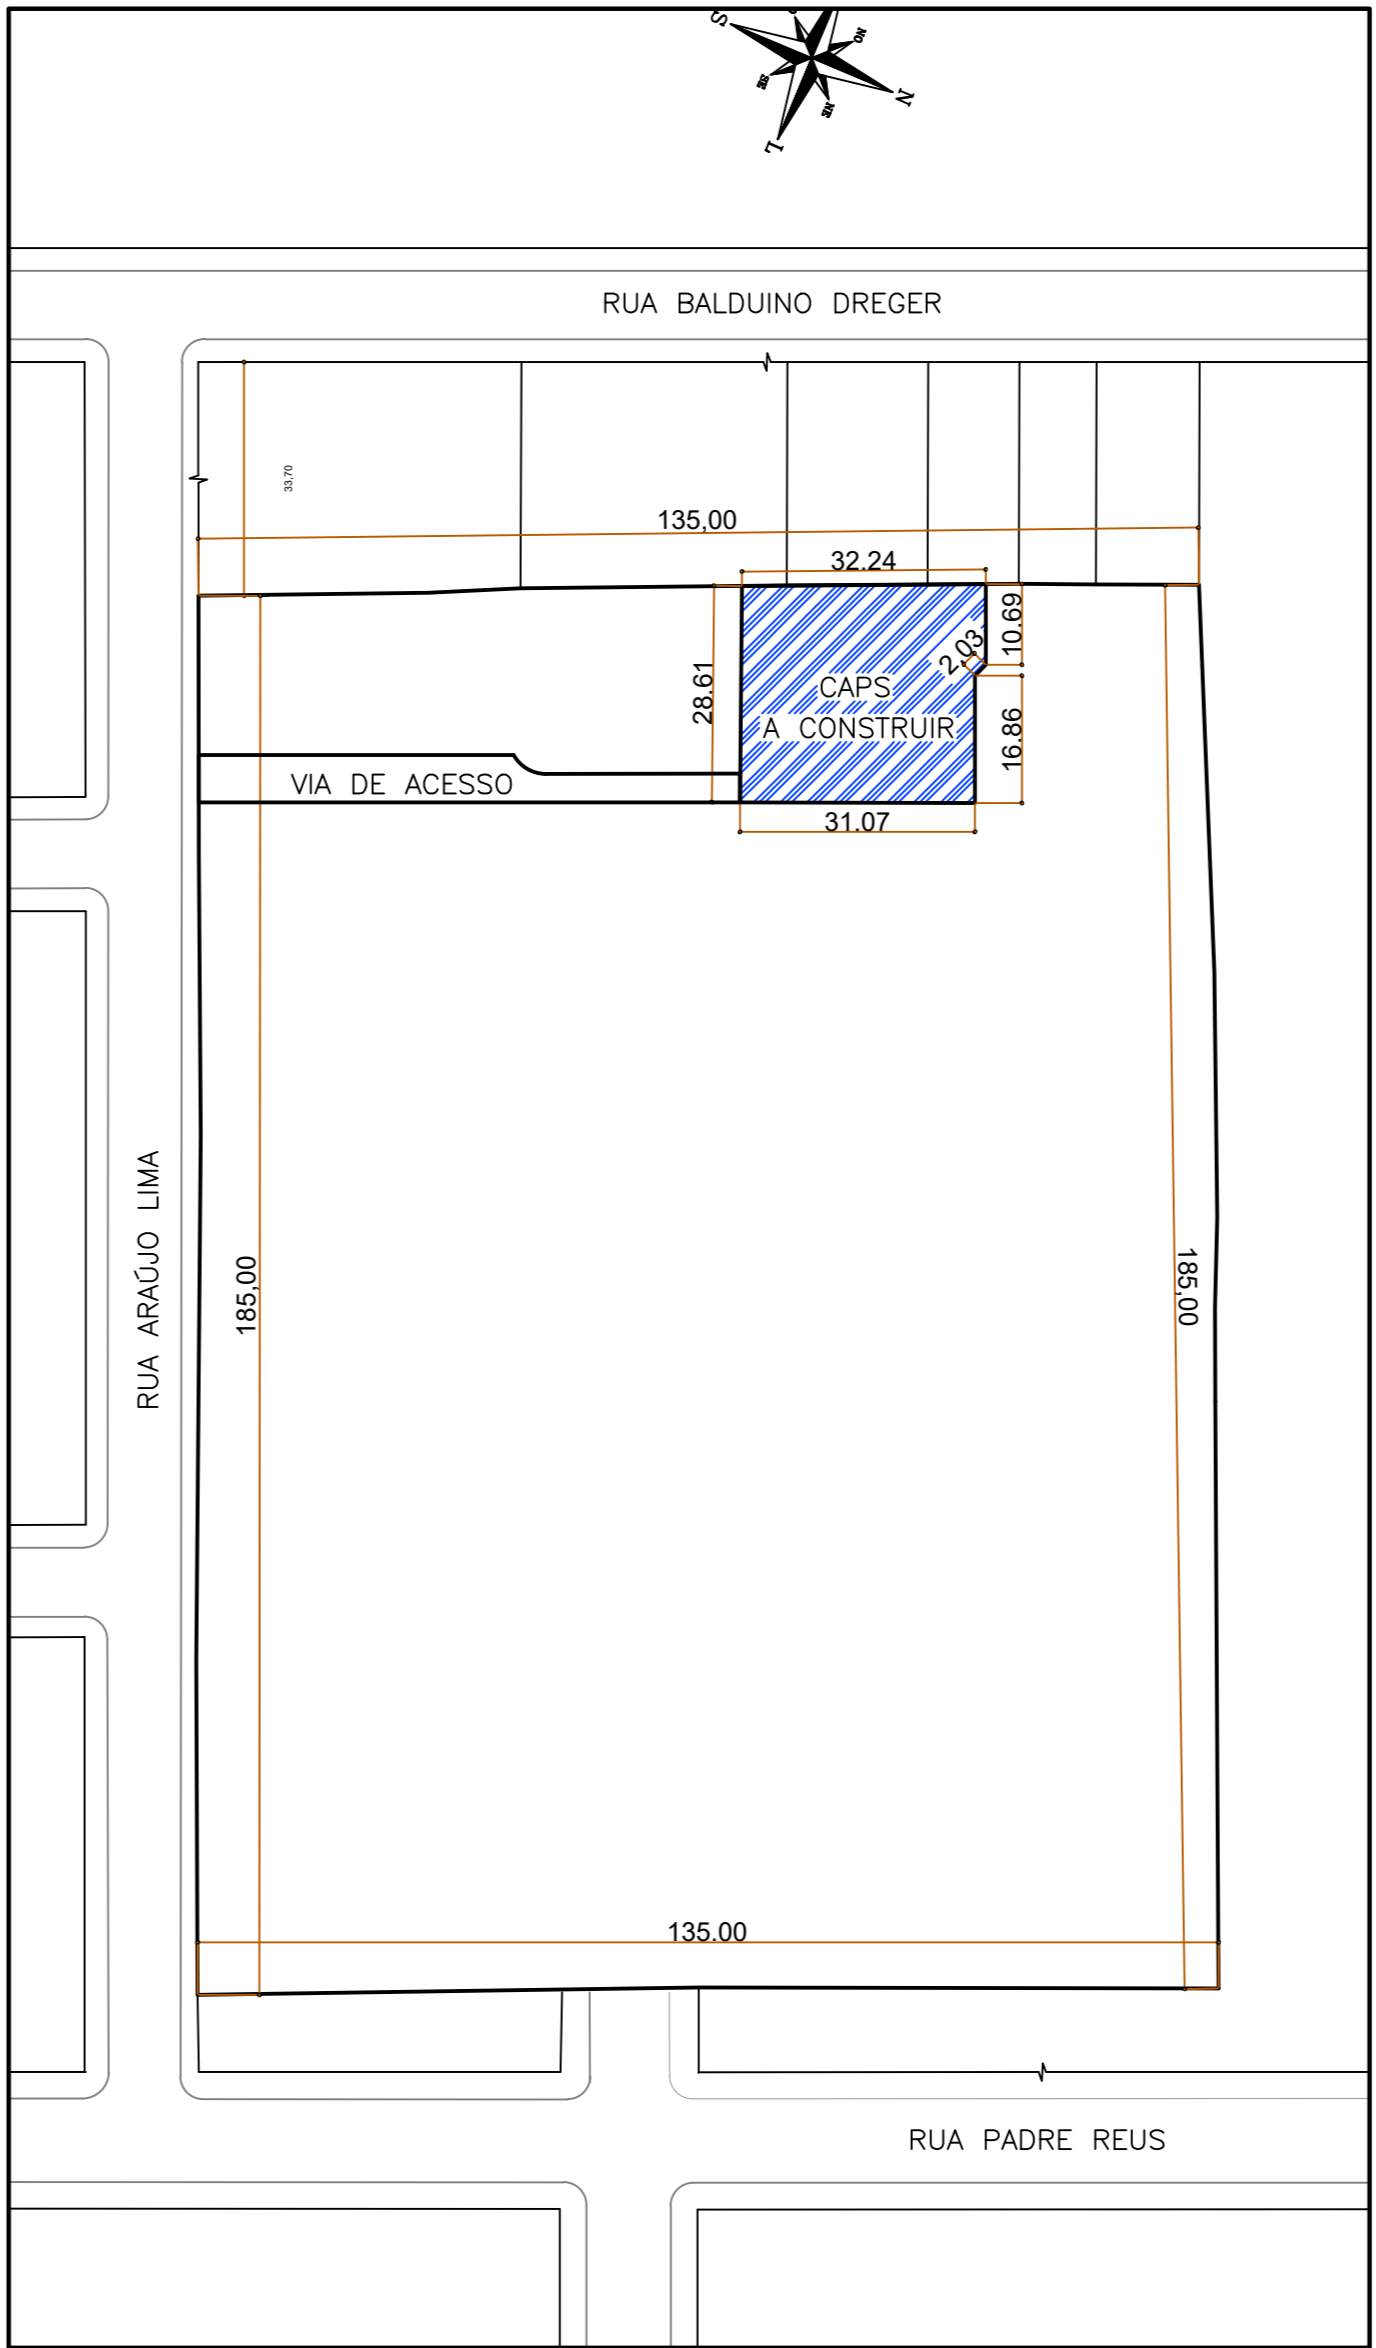 S
NO
SE
NE
N
L
RUA BALDUINO DREGER
33,70
135,00
32.24
10.69
2.03
28.61
CAPS
A CONSTRUIR
16.86
VIA DE ACESSO
31.07
RUA ARAÚJO LIMA
185,00
185,00
135.00
RUA PADRE REUS